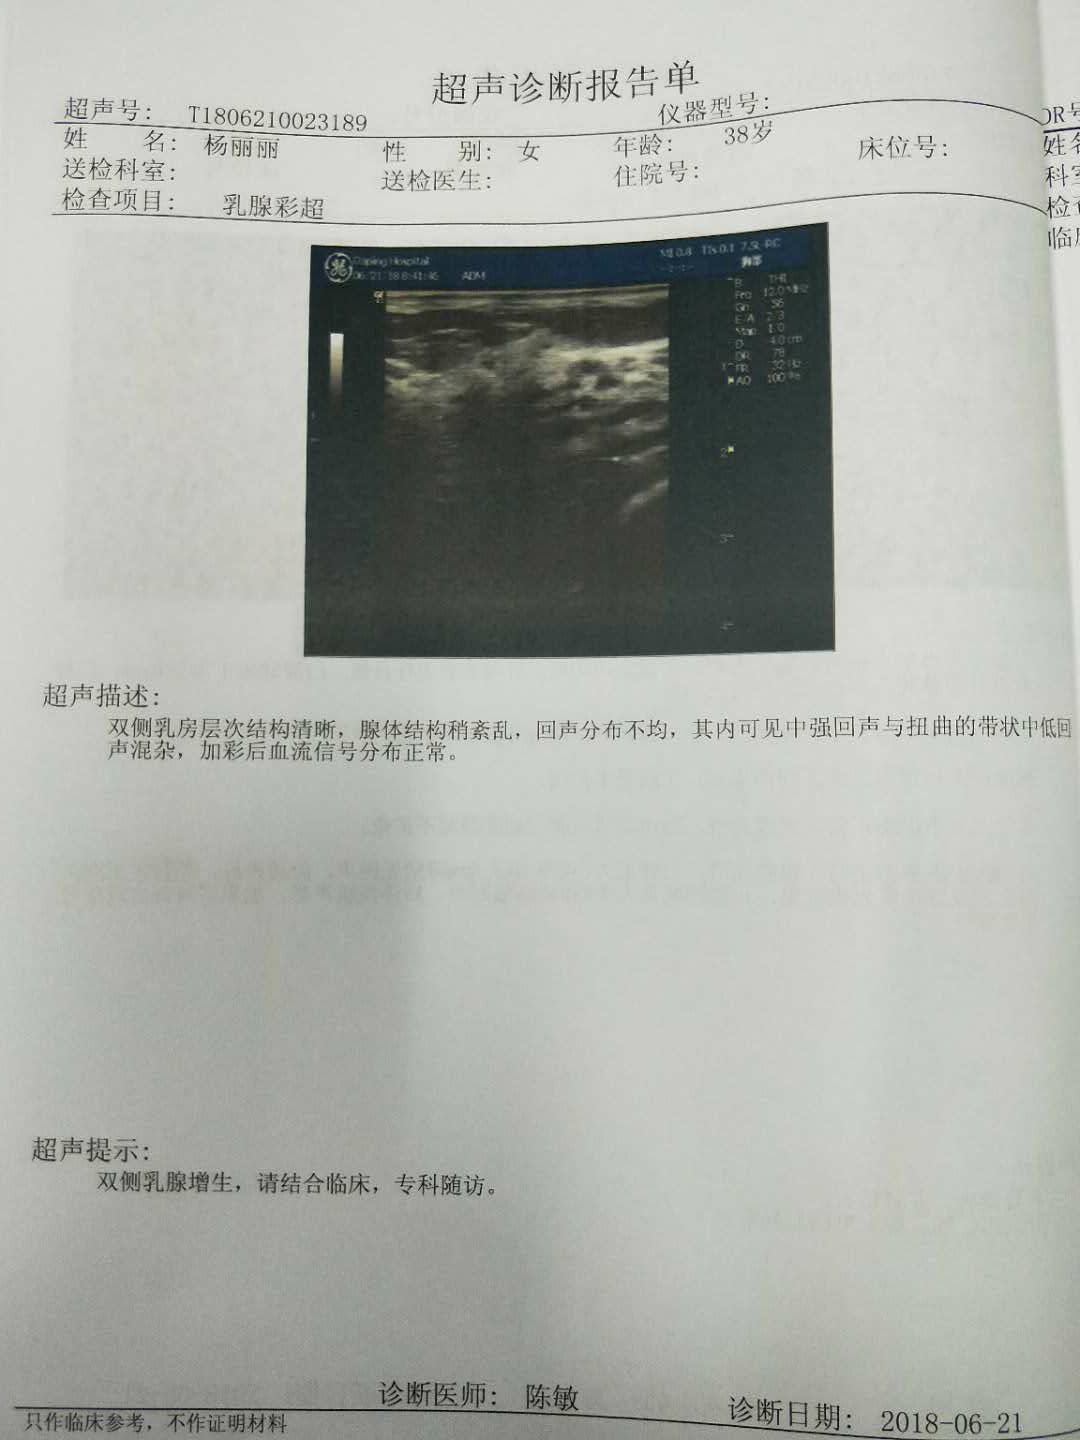 超声诊断报告单
超声号: T1806210023189 仪器型号:
姓 名: 杨丽丽 性 别: 女 年龄: 38岁 床位号:
送检科室: 送检医生: 住院号:
检查项目: 乳腺彩超
DR号
姓名
科室
检查
临床
Daping Hospital
06/21/18 8:41:46 ADM
MI 0.8 TIs 0.1 7.5L-RC
B THI
Frq 12.0 MHz
Gn 56
E/A 2/3
Map 1.0
D 4.0 cm
DR 78
FR 32 Hz
AO 100 %
1
2
3
4
超声描述:
双侧乳房层次结构清晰，腺体结构稍紊乱，回声分布不均，其内可见中强回声与扭曲的带状中低回
声混杂，加彩后血流信号分布正常。
超声提示:
双侧乳腺增生，请结合临床，专科随访。
诊断医师: 陈敏
诊断日期: 2018-06-21
只作临床参考，不作证明材料